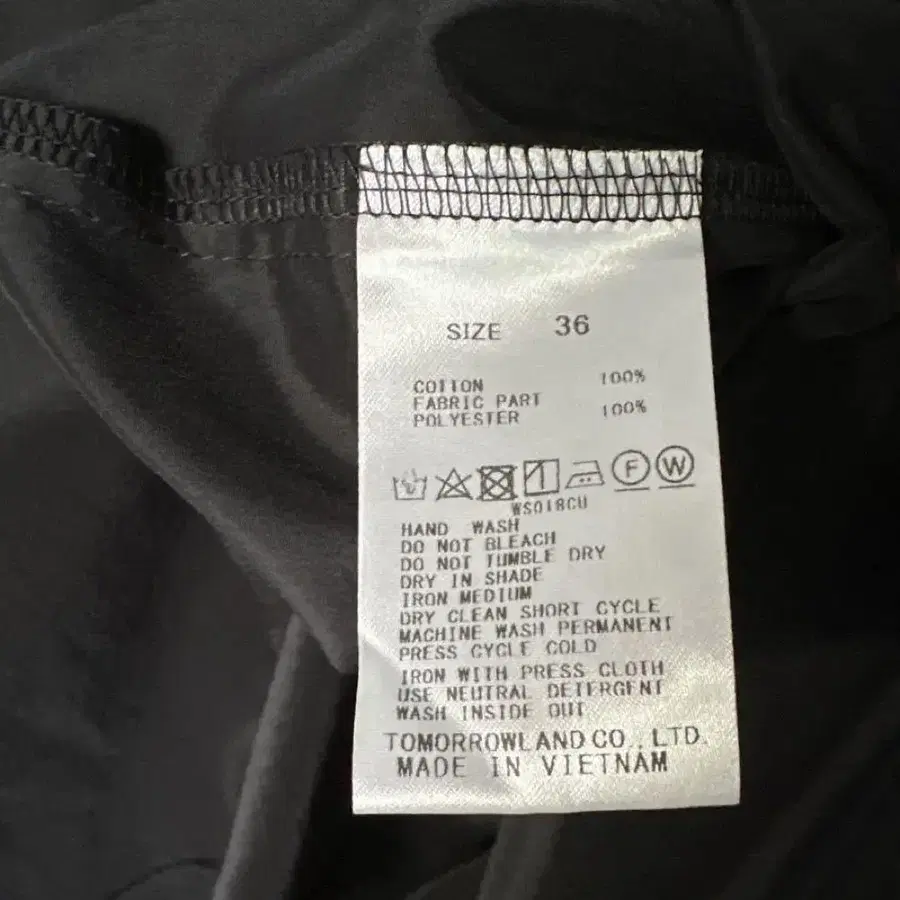 SIZE 36
COTTON 100%
FABRIC PART
POLYESTER 100%
F W
WS018CU
HAND WASH
DO NOT BLEACH
DO NOT TUMBLE DRY
DRY IN SHADE
IRON MEDIUM
DRY CLEAN SHORT CYCLE
MACHINE WASH PERMANENT
PRESS CYCLE COLD
IRON WITH PRESS CLOTH
USE NEUTRAL DETERGENT
WASH INSIDE OUT
TOMORROWLAND CO., LTD.
MADE IN VIETNAM